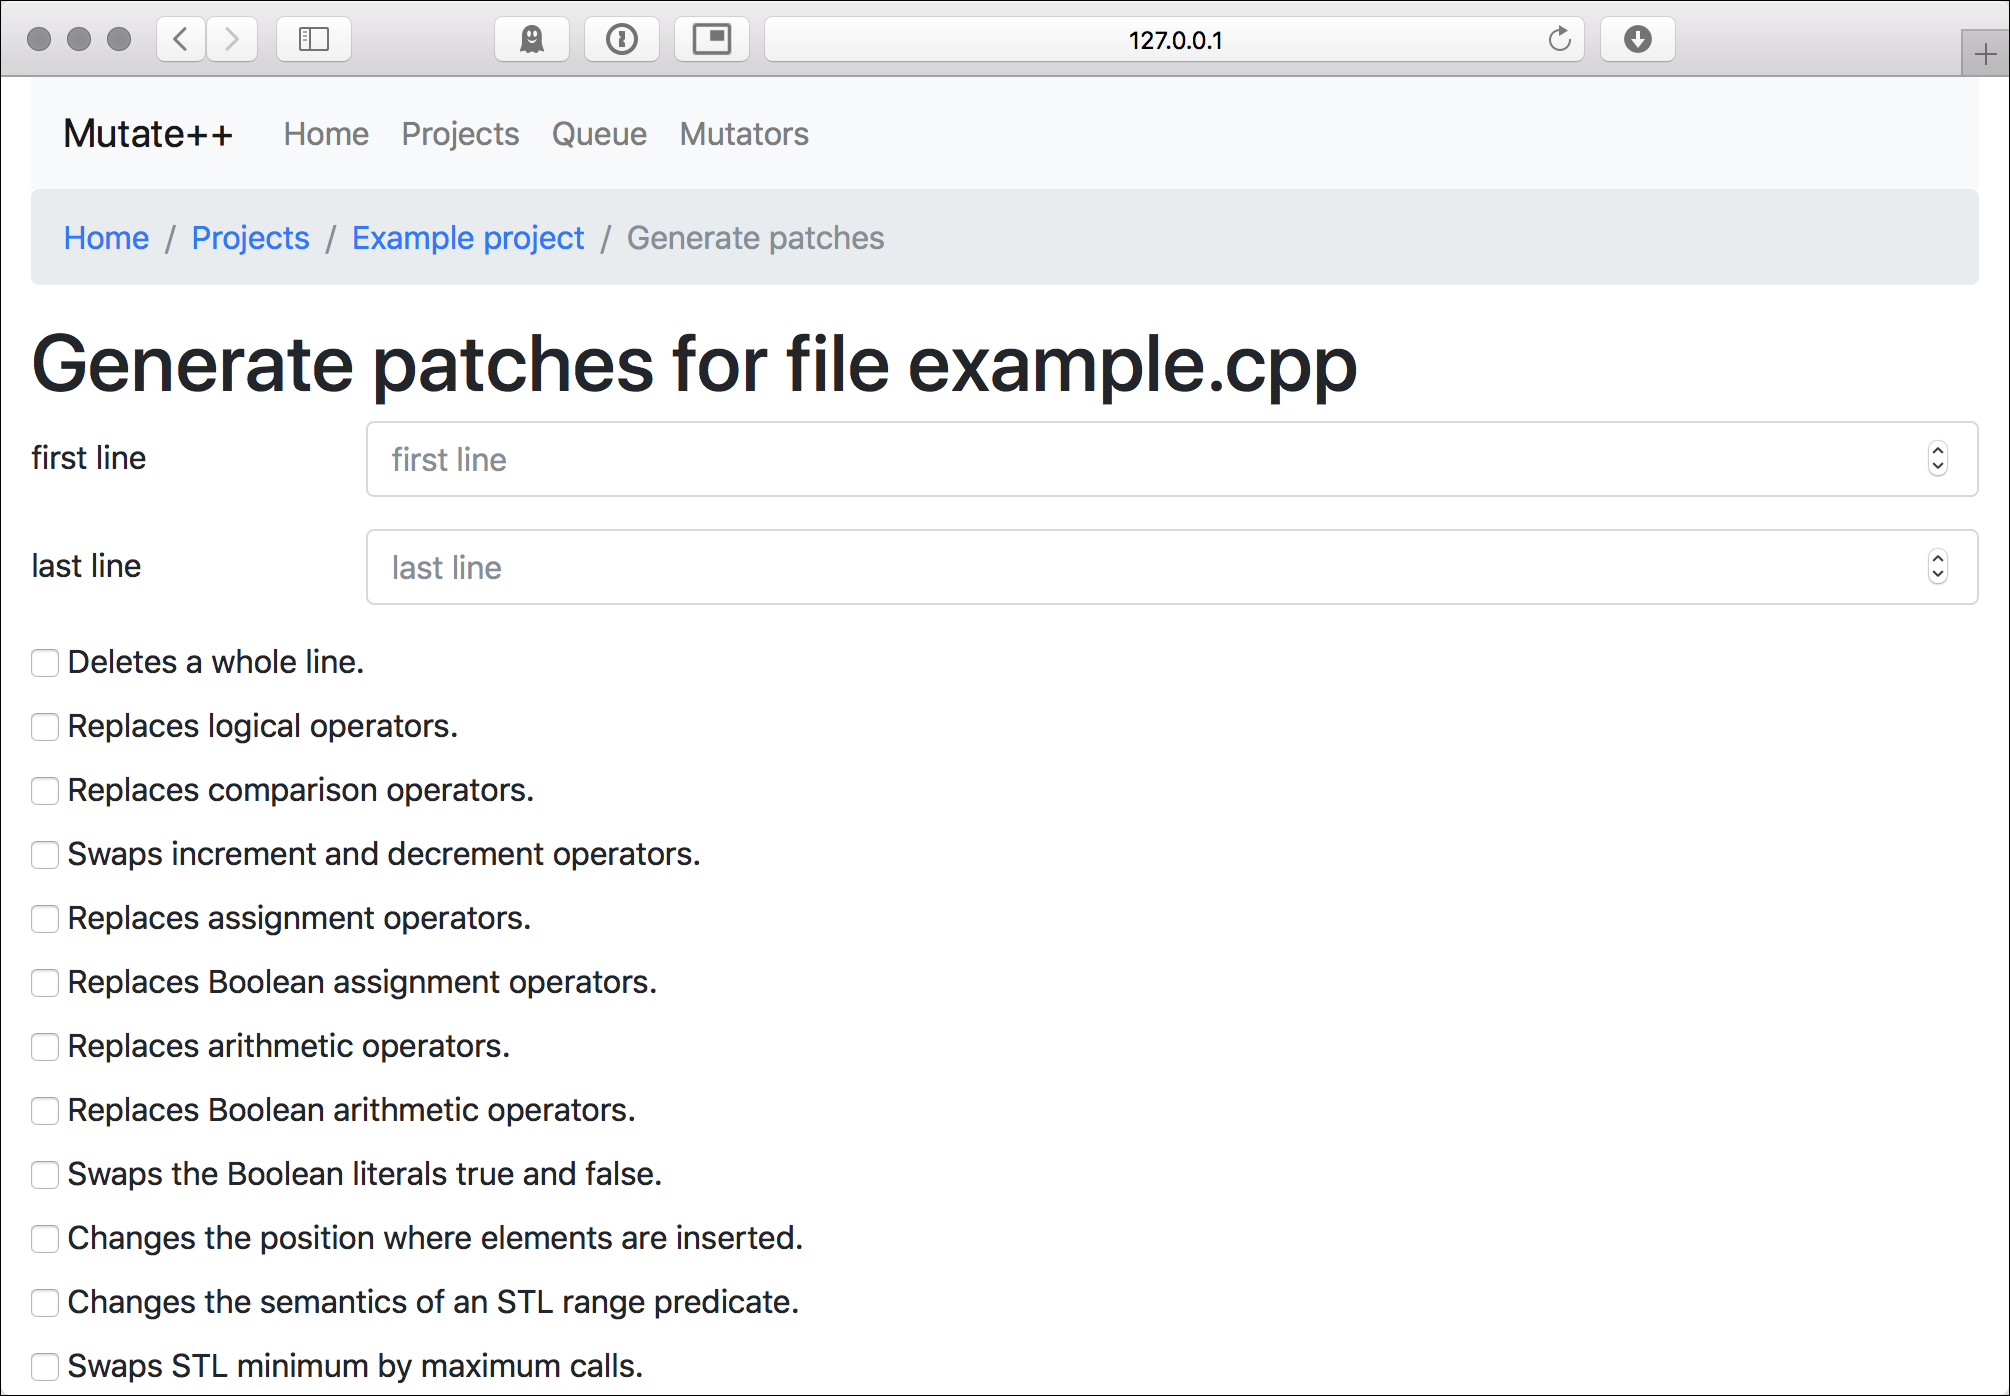 127.0.0.1
Mutate++ Home Projects Queue Mutators
Home / Projects / Example project / Generate patches
Generate patches for file example.cpp
first line first line
last line last line
Deletes a whole line.
Replaces logical operators.
Replaces comparison operators.
Swaps increment and decrement operators.
Replaces assignment operators.
Replaces Boolean assignment operators.
Replaces arithmetic operators.
Replaces Boolean arithmetic operators.
Swaps the Boolean literals true and false.
Changes the position where elements are inserted.
Changes the semantics of an STL range predicate.
Swaps STL minimum by maximum calls.